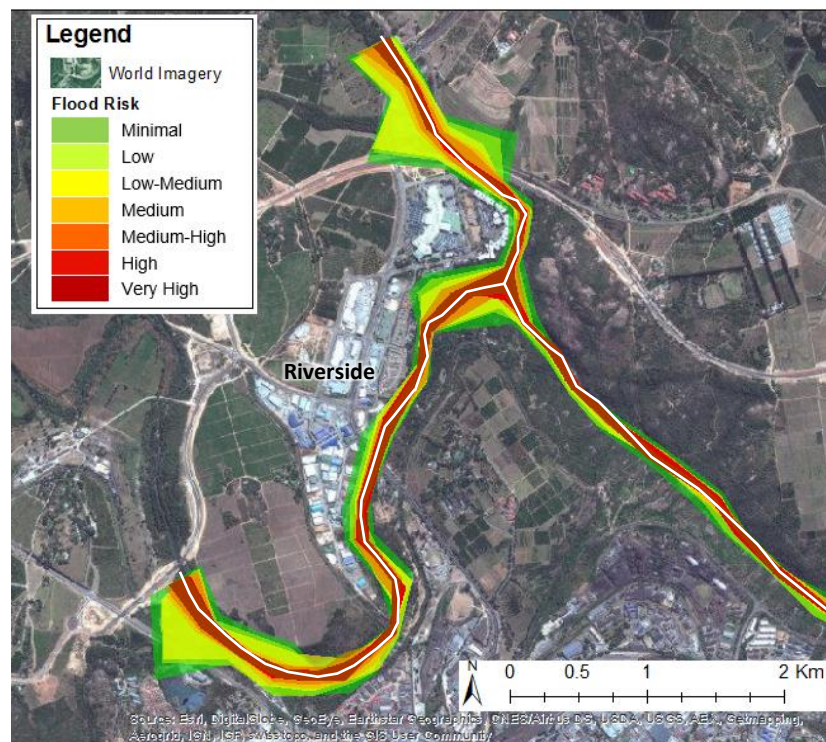 Legend
World Imagery
Flood Risk
Minimal
Low
Low-Medium
Medium
Medium-High
High
Very High
Riverside
N
0 0.5 1 2 Km
Source: Esri, DigitalGlobe, GeoEye, Earthstar Geographics, CNES/Airbus DS, USDA, USGS, AEX, Getmapping,
Aerogrid, IGN, IGP, swisstopo, and the GIS User Community